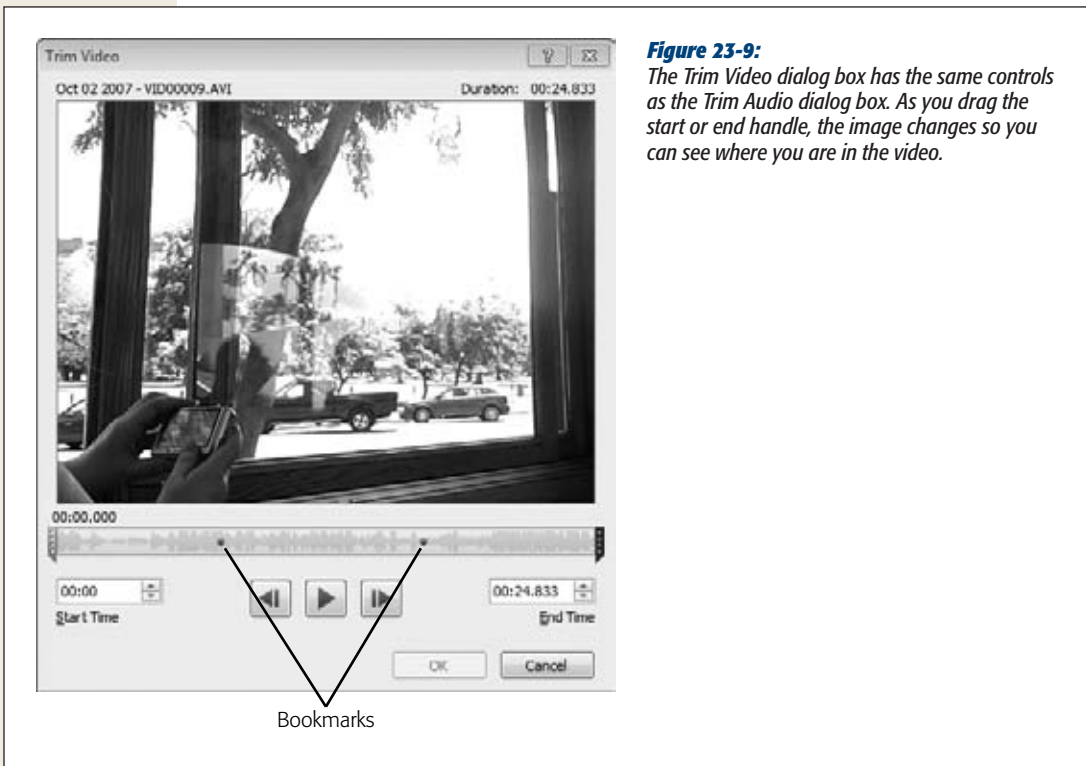 Trim Video
Oct 02 2007 - VID00009.AVI
Duration: 00:24.833
00:00.000
00:00
Start Time
00:24.833
End Time
OK
Cancel
Bookmarks
Figure 23-9:
The Trim Video dialog box has the same controls
as the Trim Audio dialog box. As you drag the
start or end handle, the image changes so you
can see where you are in the video.